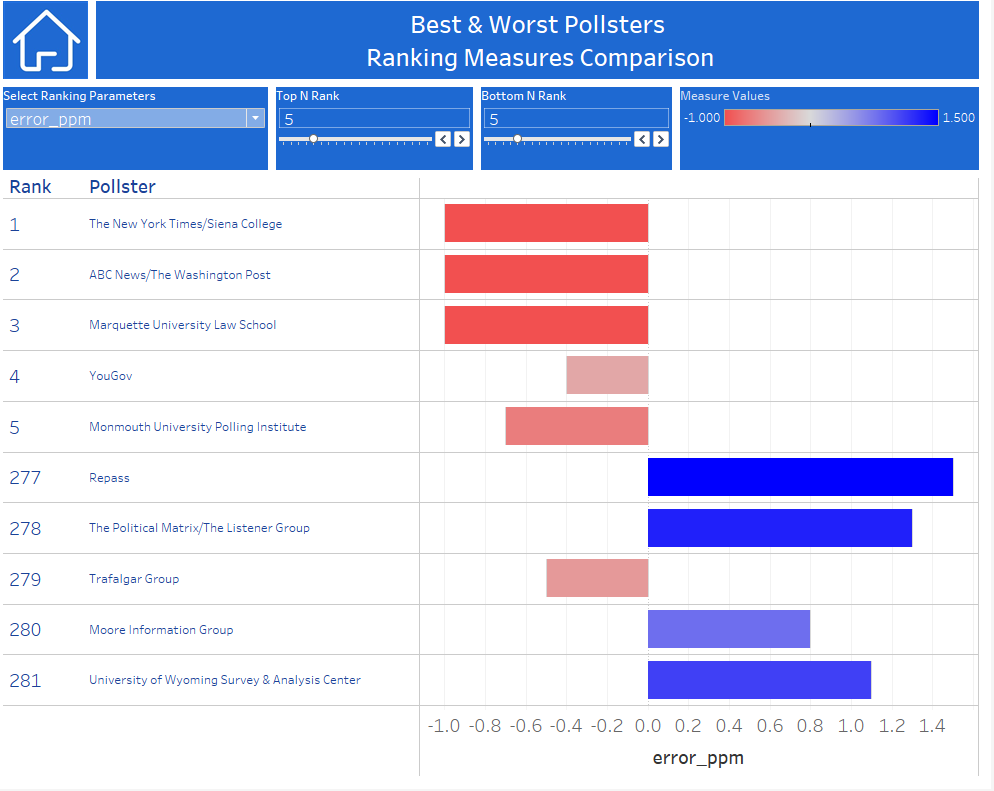 Best & Worst Pollsters
Ranking Measures Comparison
Select Ranking Parameters
error_ppm
Top N Rank
5
Bottom N Rank
5
Measure Values
-1.000 1.500
Rank Pollster
1 The New York Times/Siena College
2 ABC News/The Washington Post
3 Marquette University Law School
4 YouGov
5 Monmouth University Polling Institute
277 Repass
278 The Political Matrix/The Listener Group
279 Trafalgar Group
280 Moore Information Group
281 University of Wyoming Survey & Analysis Center
-1.0 -0.8 -0.6 -0.4 -0.2 0.0 0.2 0.4 0.6 0.8 1.0 1.2 1.4
error_ppm